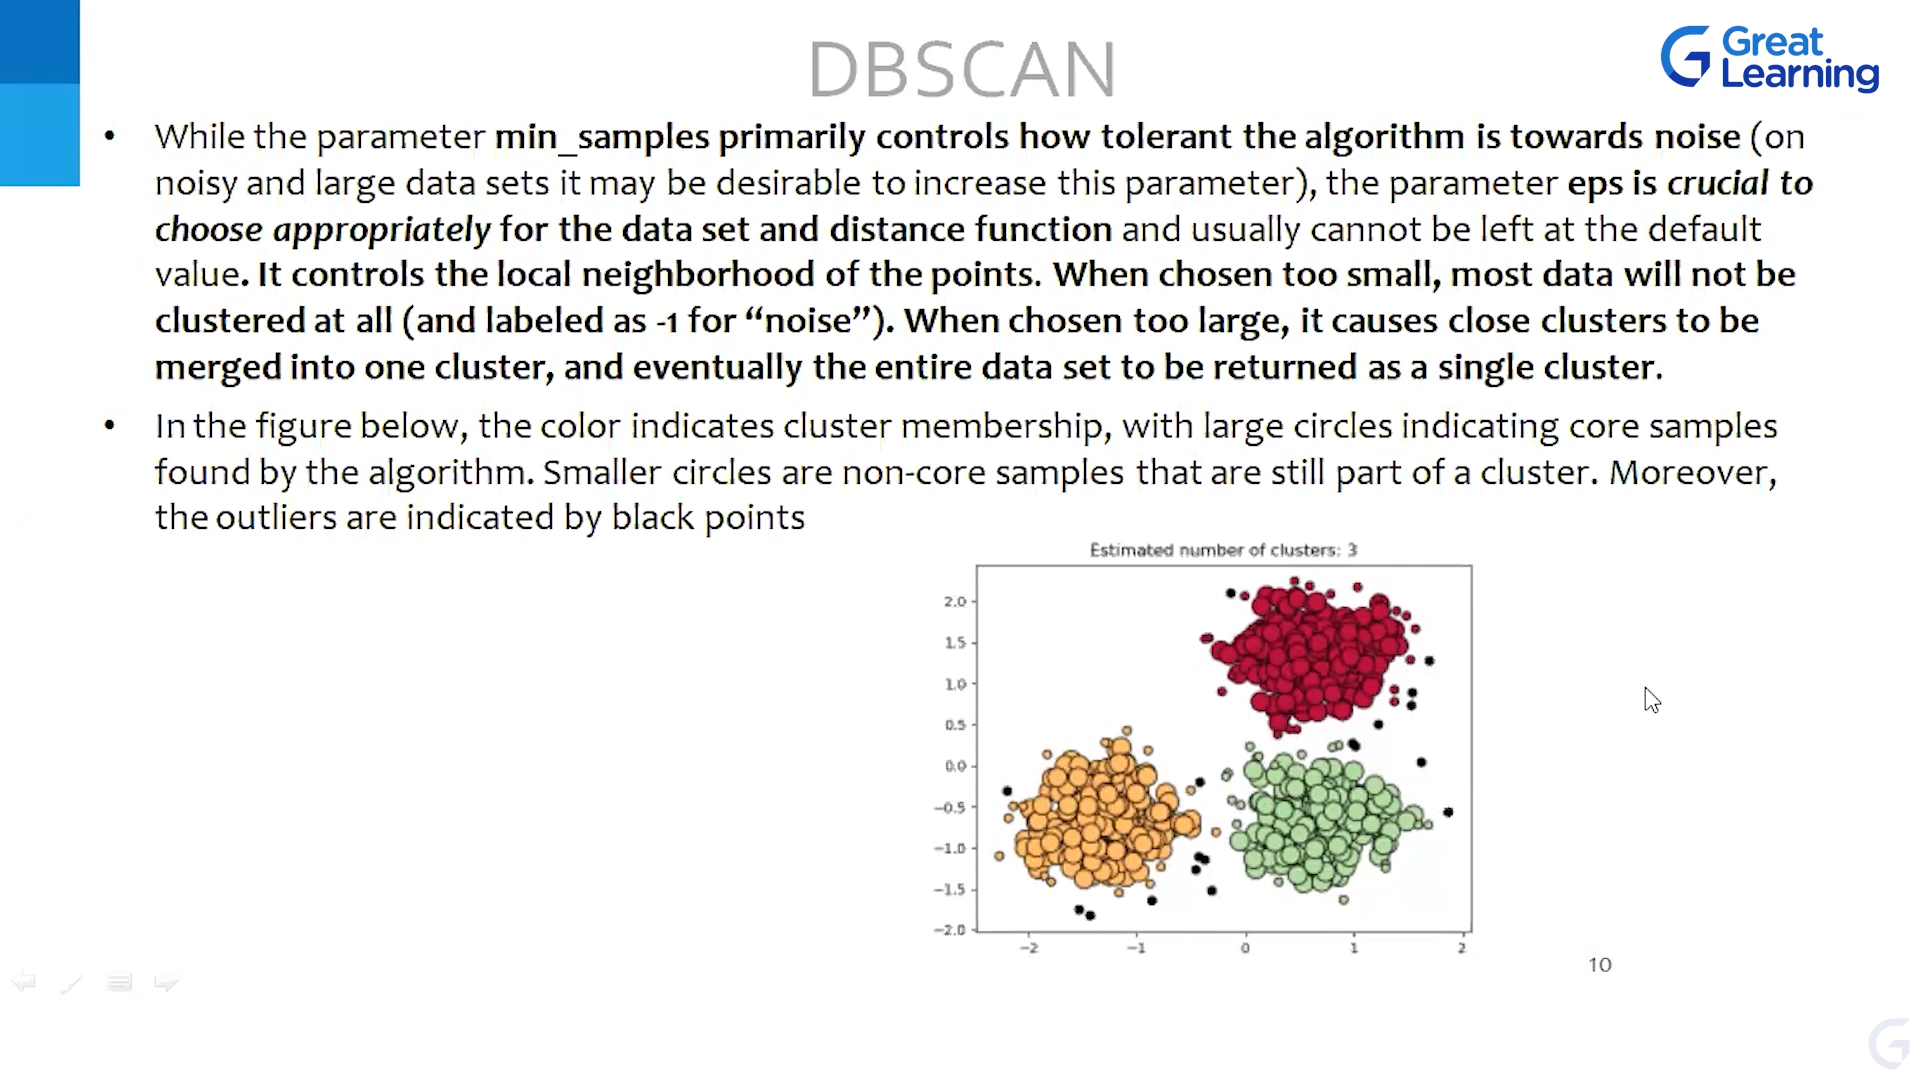 DBSCAN
Great
Learning
• While the parameter min_samples primarily controls how tolerant the algorithm is towards noise (on
noisy and large data sets it may be desirable to increase this parameter), the parameter eps is crucial to
choose appropriately for the data set and distance function and usually cannot be left at the default
value. It controls the local neighborhood of the points. When chosen too small, most data will not be
clustered at all (and labeled as -1 for “noise”). When chosen too large, it causes close clusters to be
merged into one cluster, and eventually the entire data set to be returned as a single cluster.
• In the figure below, the color indicates cluster membership, with large circles indicating core samples
found by the algorithm. Smaller circles are non-core samples that are still part of a cluster. Moreover,
the outliers are indicated by black points
Estimated number of clusters: 3
2.0
1.5
1.0
0.5
0.0
−0.5
−1.0
−1.5
−2.0
−2 −1 0 1 2
10